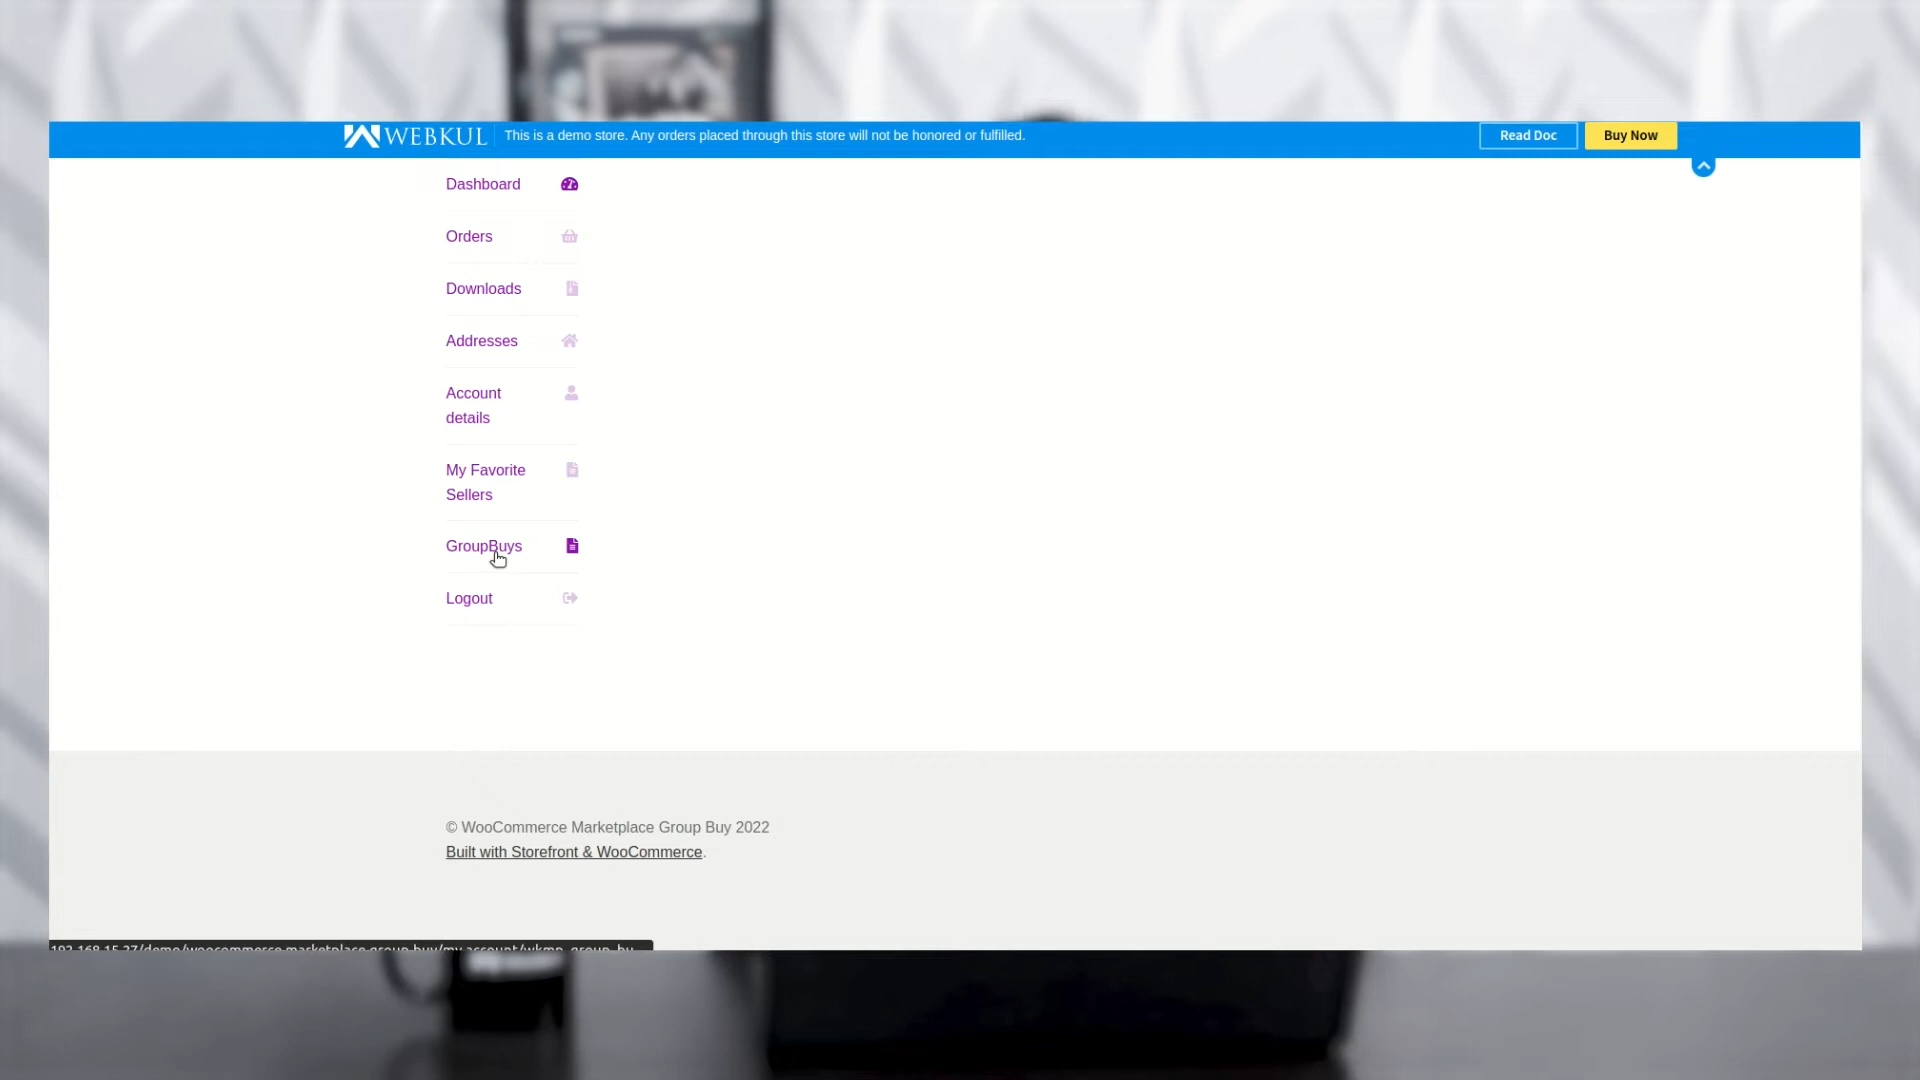 WEBKUL This is a demo store. Any orders placed through this store will not be honored or fulfilled. Read Doc Buy Now
Dashboard
Orders
Downloads
Addresses
Account
details
My Favorite
Sellers
GroupBuys
Logout
© WooCommerce Marketplace Group Buy 2022
Built with Storefront & WooCommerce.